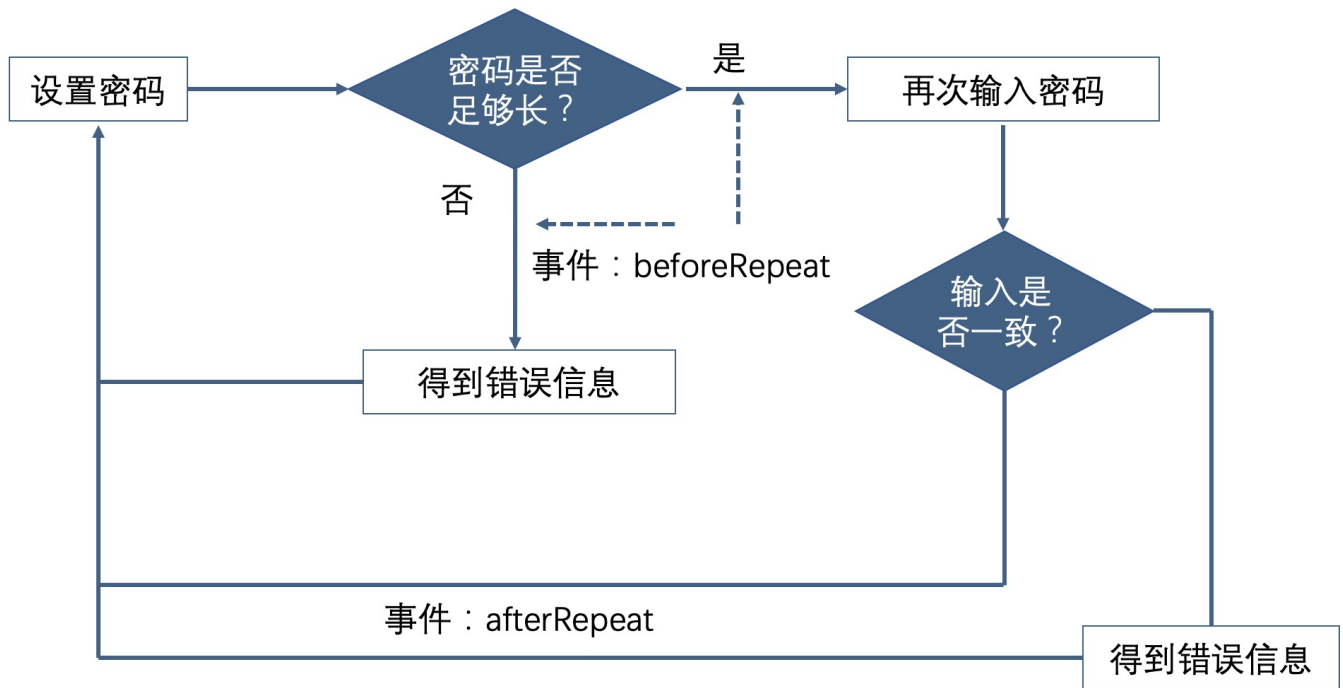 设置密码
密码是否
足够长？
是
再次输入密码
否
事件：beforeRepeat
输入是
否一致？
得到错误信息
事件：afterRepeat
得到错误信息